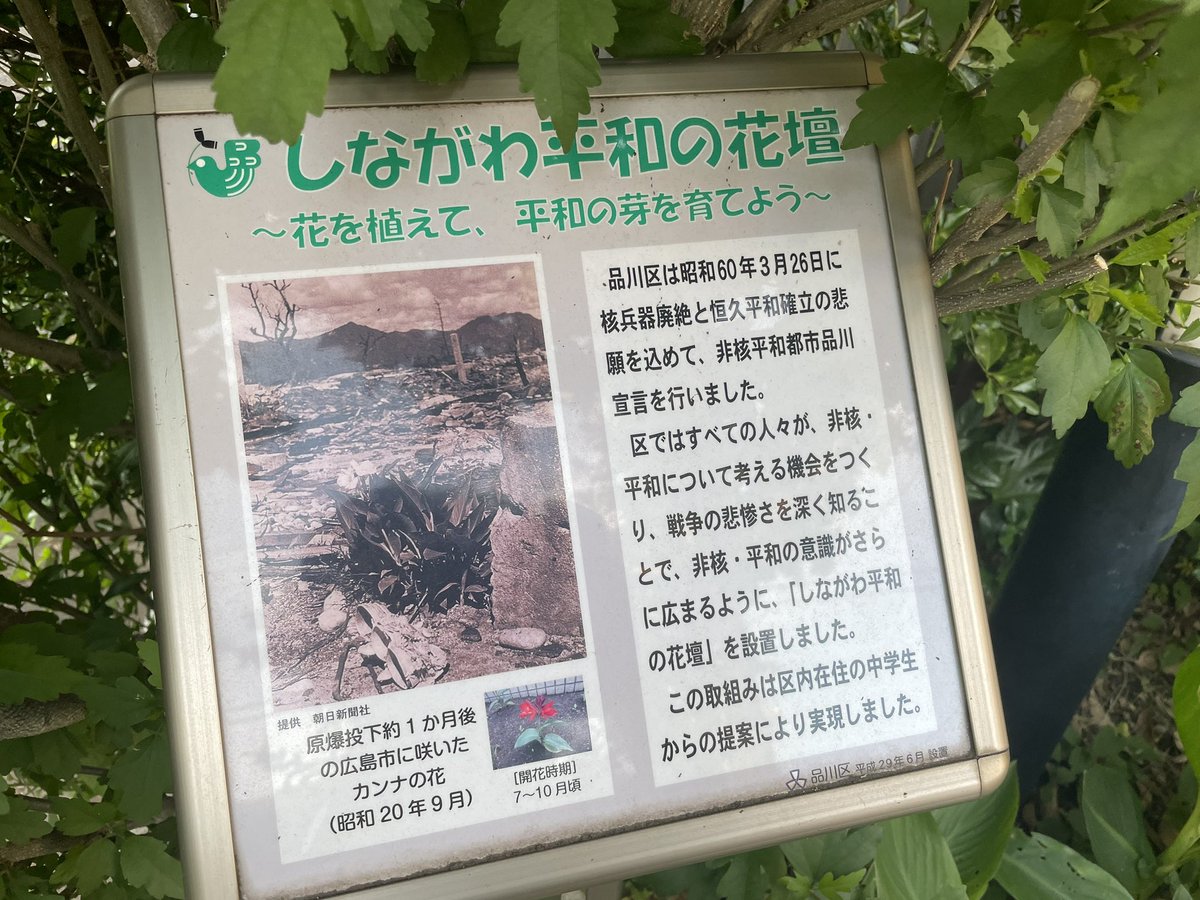 しながわ平和の花壇
～花を植えて、平和の芽を育てよう～
品川区は昭和60年3月26日に
核兵器廃絶と恒久平和確立の悲
願を込めて、非核平和都市品川
宣言を行いました。
区ではすべての人々が、非核・
平和について考える機会をつく
り、戦争の悲惨さを深く知るこ
とで、非核・平和の意識がさら
に広まるように、「しながわ平和
の花壇」を設置しました。
この取組みは区内在住の中学生
からの提案により実現しました。
提供 朝日新聞社
原爆投下約1か月後
の広島市に咲いた
カンナの花
（昭和20年9月）
[開花時期]
7～10月頃
品川区 平成29年6月 設置